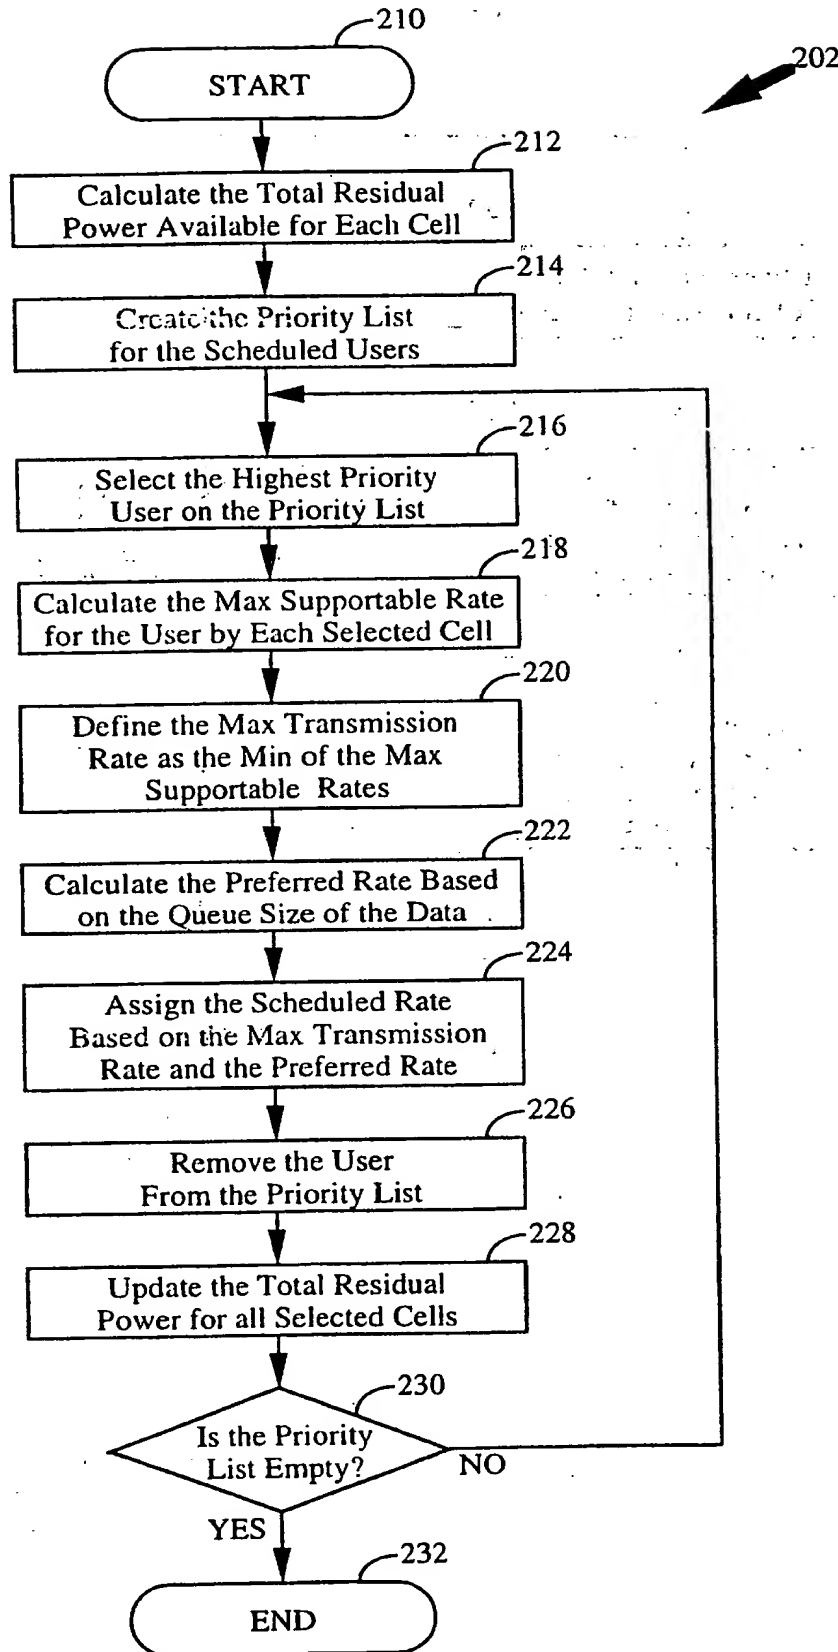 210
START
202
212
Calculate the Total Residual
Power Available for Each Cell
214
Create the Priority List
for the Scheduled Users
216
Select the Highest Priority
User on the Priority List
218
Calculate the Max Supportable Rate
for the User by Each Selected Cell
220
Define the Max Transmission
Rate as the Min of the Max
Supportable Rates
222
Calculate the Preferred Rate Based
on the Queue Size of the Data
224
Assign the Scheduled Rate
Based on the Max Transmission
Rate and the Preferred Rate
226
Remove the User
From the Priority List
228
Update the Total Residual
Power for all Selected Cells
230
Is the Priority
List Empty?
NO
YES
232
END